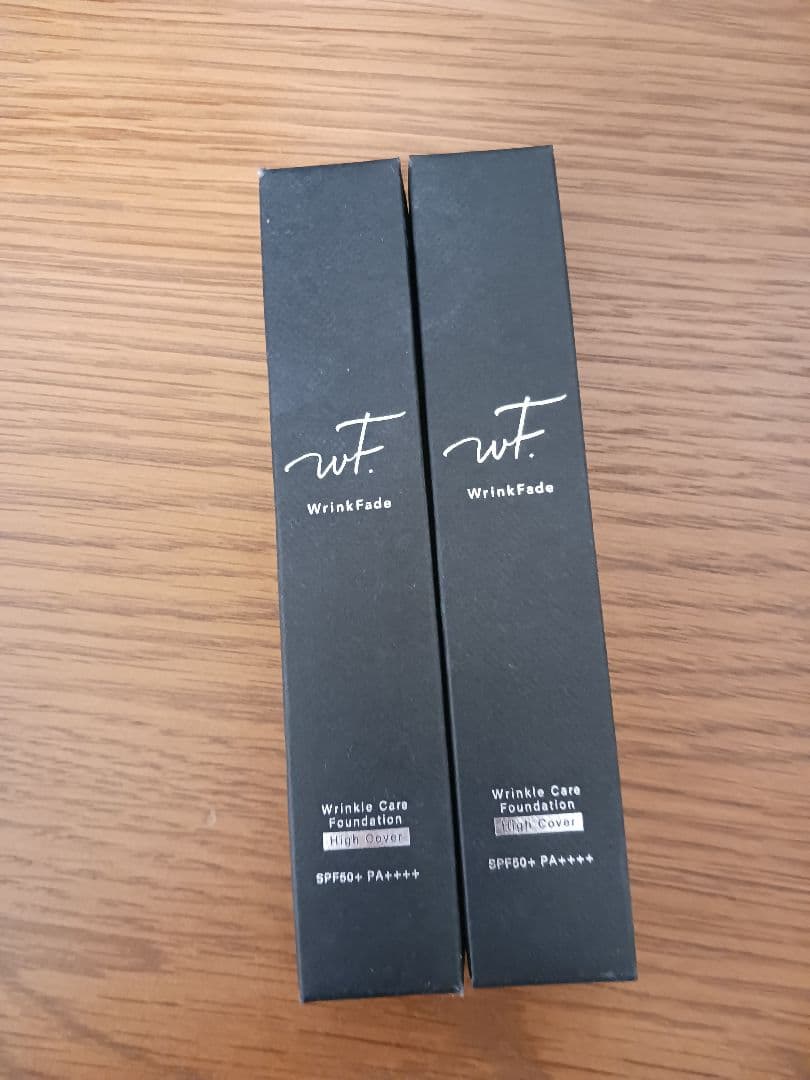 wF.
WrinkFade
Wrinkle Care
Foundation
High Cover
SPF50+ PA++++
wF.
WrinkFade
Wrinkle Care
Foundation
High Cover
SPF50+ PA++++